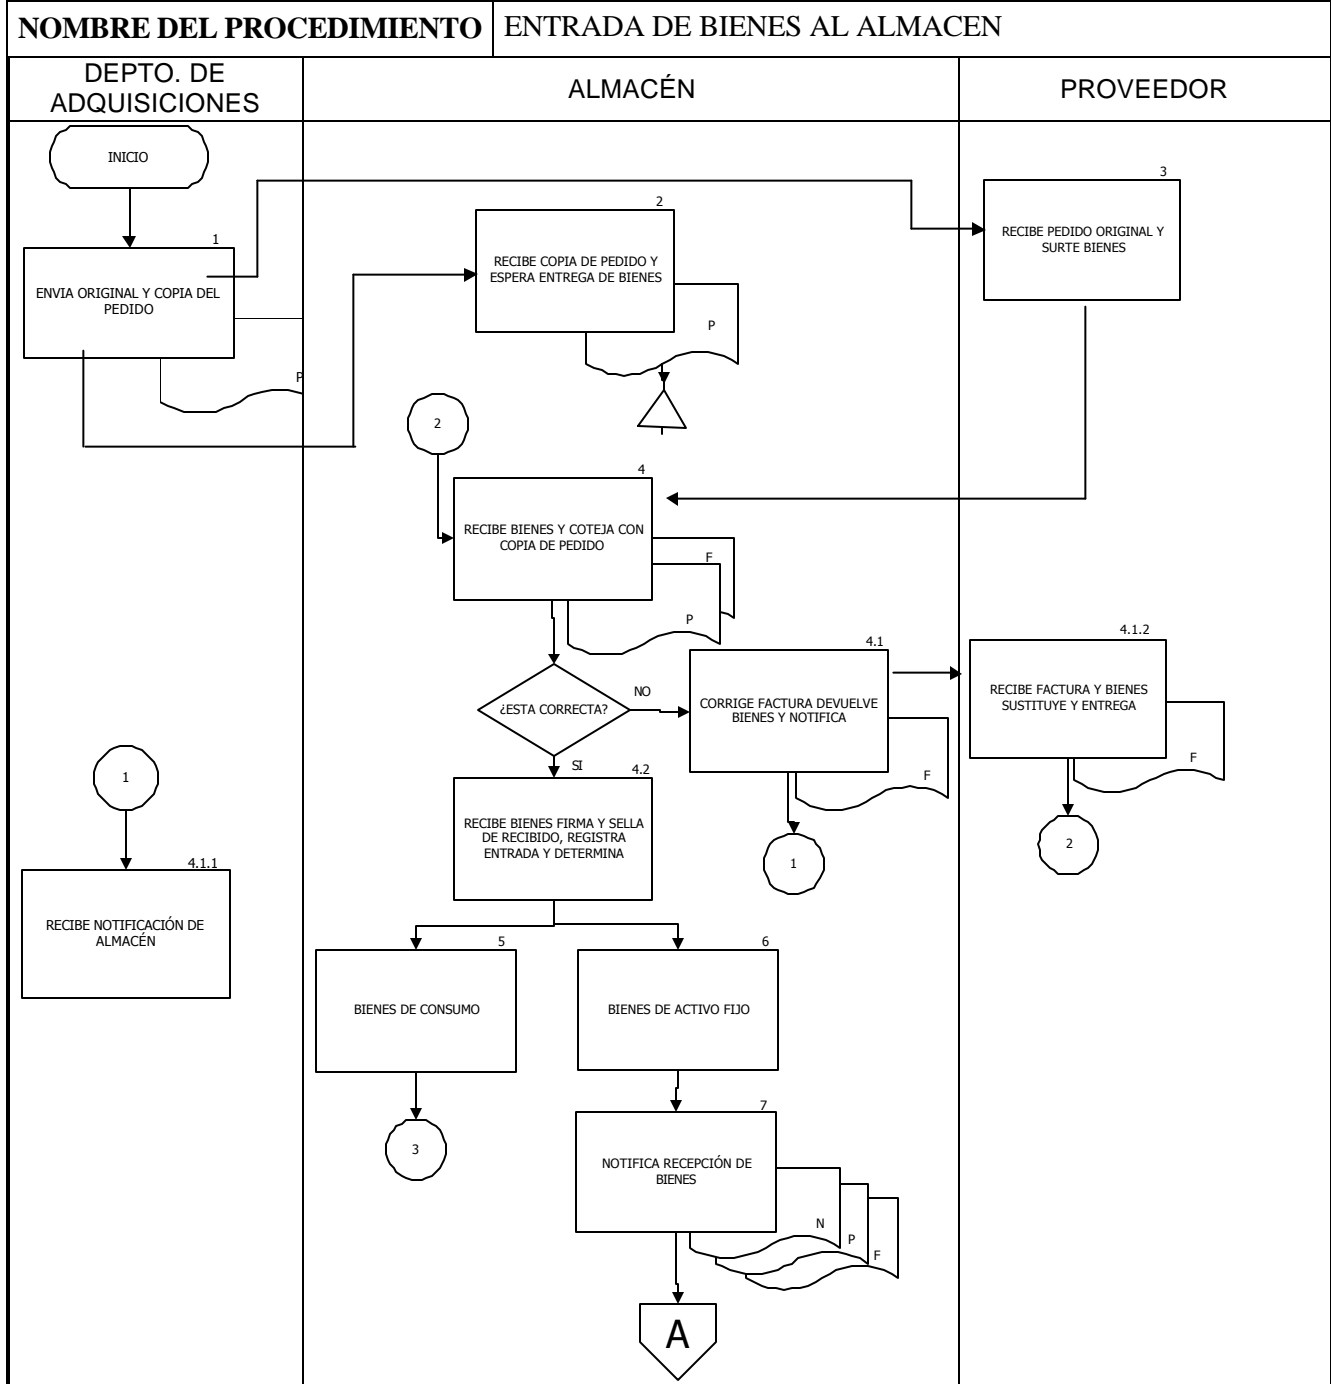 NOMBRE DEL PROCEDIMIENTO
ENTRADA DE BIENES AL ALMACEN
DEPTO. DE
ADQUISICIONES
ALMACÉN
PROVEEDOR
INICIO
1
ENVIA ORIGINAL Y COPIA DEL
PEDIDO
P
2
RECIBE COPIA DE PEDIDO Y
ESPERA ENTREGA DE BIENES
P
3
RECIBE PEDIDO ORIGINAL Y
SURTE BIENES
2
4
RECIBE BIENES Y COTEJA CON
COPIA DE PEDIDO
F
P
¿ESTA CORRECTA?
NO
SI
4.1
CORRIGE FACTURA DEVUELVE
BIENES Y NOTIFICA
F
1
4.1.2
RECIBE FACTURA Y BIENES
SUSTITUYE Y ENTREGA
F
2
1
4.1.1
RECIBE NOTIFICACIÓN DE
ALMACÉN
4.2
RECIBE BIENES FIRMA Y SELLA
DE RECIBIDO, REGISTRA
ENTRADA Y DETERMINA
5
BIENES DE CONSUMO
3
6
BIENES DE ACTIVO FIJO
7
NOTIFICA RECEPCIÓN DE
BIENES
N
P
F
A